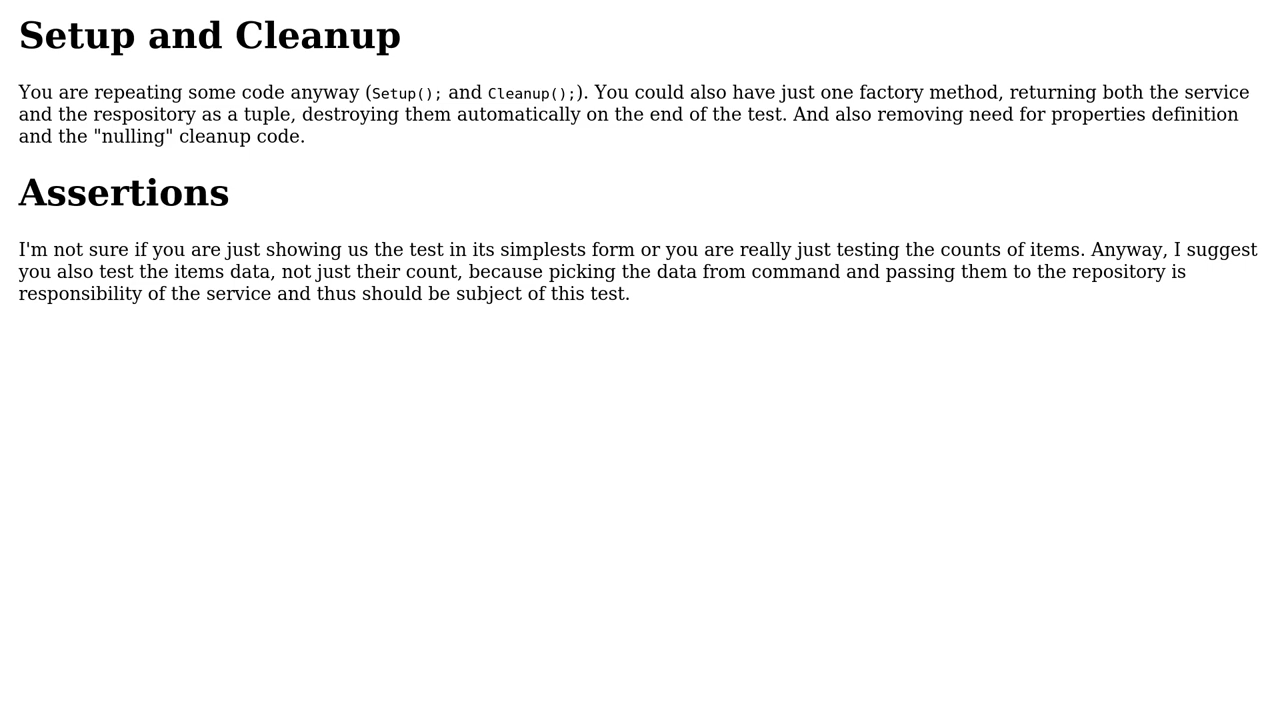 Setup and Cleanup
You are repeating some code anyway (Setup(); and Cleanup();). You could also have just one factory method, returning both the service
and the respository as a tuple, destroying them automatically on the end of the test. And also removing need for properties definition
and the "nulling" cleanup code.
Assertions
I'm not sure if you are just showing us the test in its simplests form or you are really just testing the counts of items. Anyway, I suggest
you also test the items data, not just their count, because picking the data from command and passing them to the repository is
responsibility of the service and thus should be subject of this test.